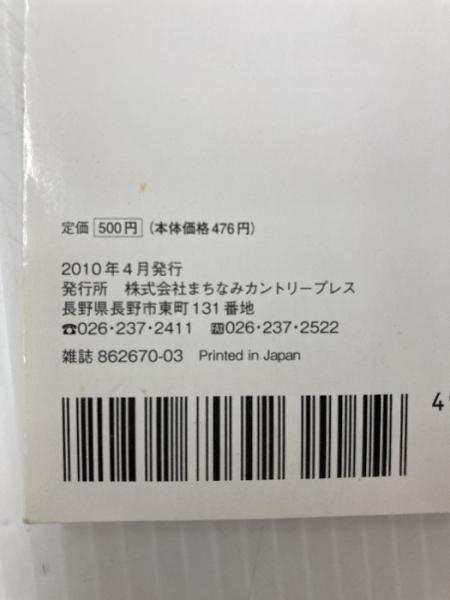 定価 500円 (本体価格476円)
2010年4月発行
発行所 株式会社まちなみカントリープレス
長野県長野市東町131番地
☎026・237・2411 FAX026・237・2522
雑誌 862670-03 Printed in Japan
4